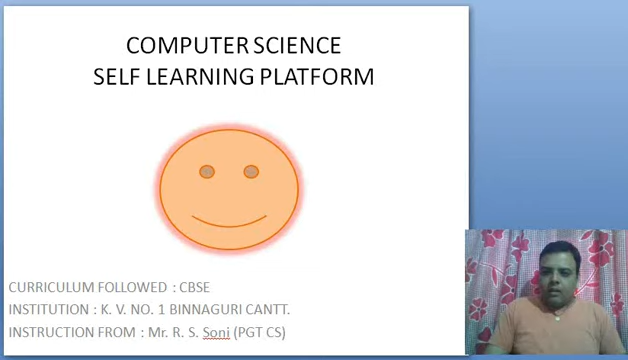 COMPUTER SCIENCE
SELF LEARNING PLATFORM
CURRICULUM FOLLOWED : CBSE
INSTITUTION : K. V. NO. 1 BINNAGURI CANTT.
INSTRUCTION FROM : Mr. R. S. Soni (PGT CS)